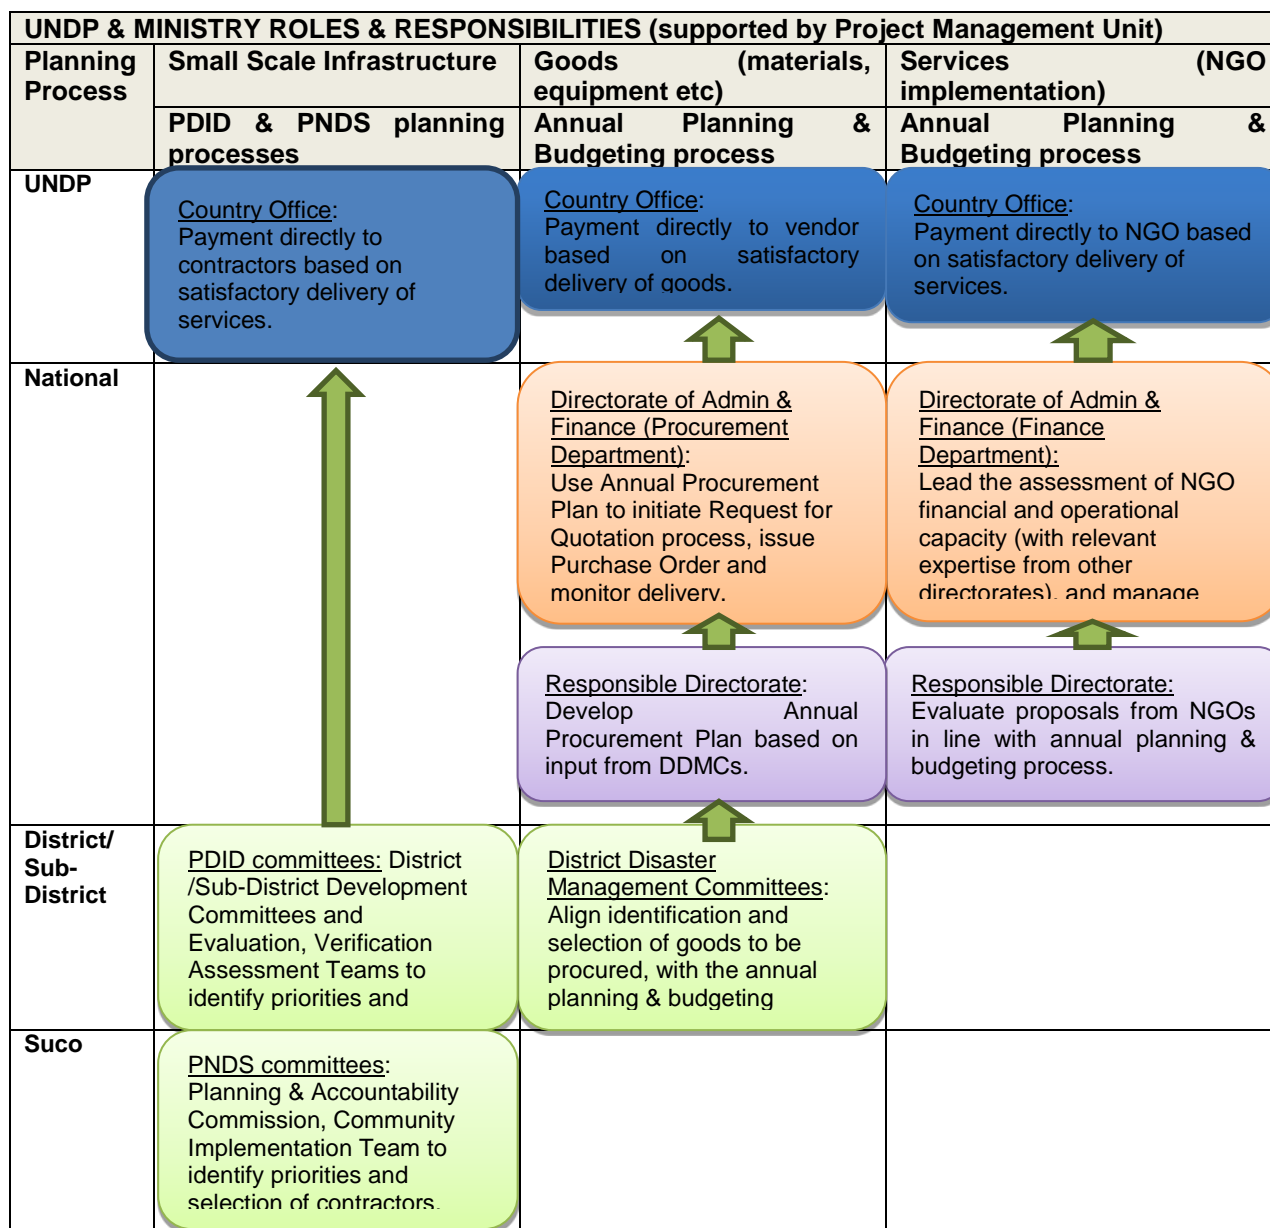 UNDP & MINISTRY ROLES & RESPONSIBILITIES (supported by Project Management Unit)
Planning
Process
Small Scale Infrastructure
Goods (materials,
equipment etc)
Services (NGO
implementation)
PDID & PNDS planning
processes
Annual Planning &
Budgeting process
Annual Planning &
Budgeting process
UNDP
Country Office:
Payment directly to
contractors based on
satisfactory delivery of
services.
Country Office:
Payment directly to vendor
based on satisfactory
delivery of goods.
Country Office:
Payment directly to NGO based
on satisfactory delivery of
services.
National
Directorate of Admin &
Finance (Procurement
Department):
Use Annual Procurement
Plan to initiate Request for
Quotation process, issue
Purchase Order and
monitor delivery.
Directorate of Admin &
Finance (Finance
Department):
Lead the assessment of NGO
financial and operational
capacity (with relevant
expertise from other
directorates), and manage
Responsible Directorate:
Develop Annual
Procurement Plan based on
input from DDMCs.
Responsible Directorate:
Evaluate proposals from NGOs
in line with annual planning &
budgeting process.
District/
Sub-
District
PDID committees: District
/Sub-District Development
Committees and
Evaluation, Verification
Assessment Teams to
identify priorities and
District Disaster
Management Committees:
Align identification and
selection of goods to be
procured, with the annual
planning & budgeting
Suco
PNDS committees:
Planning & Accountability
Commission, Community
Implementation Team to
identify priorities and
selection of contractors.